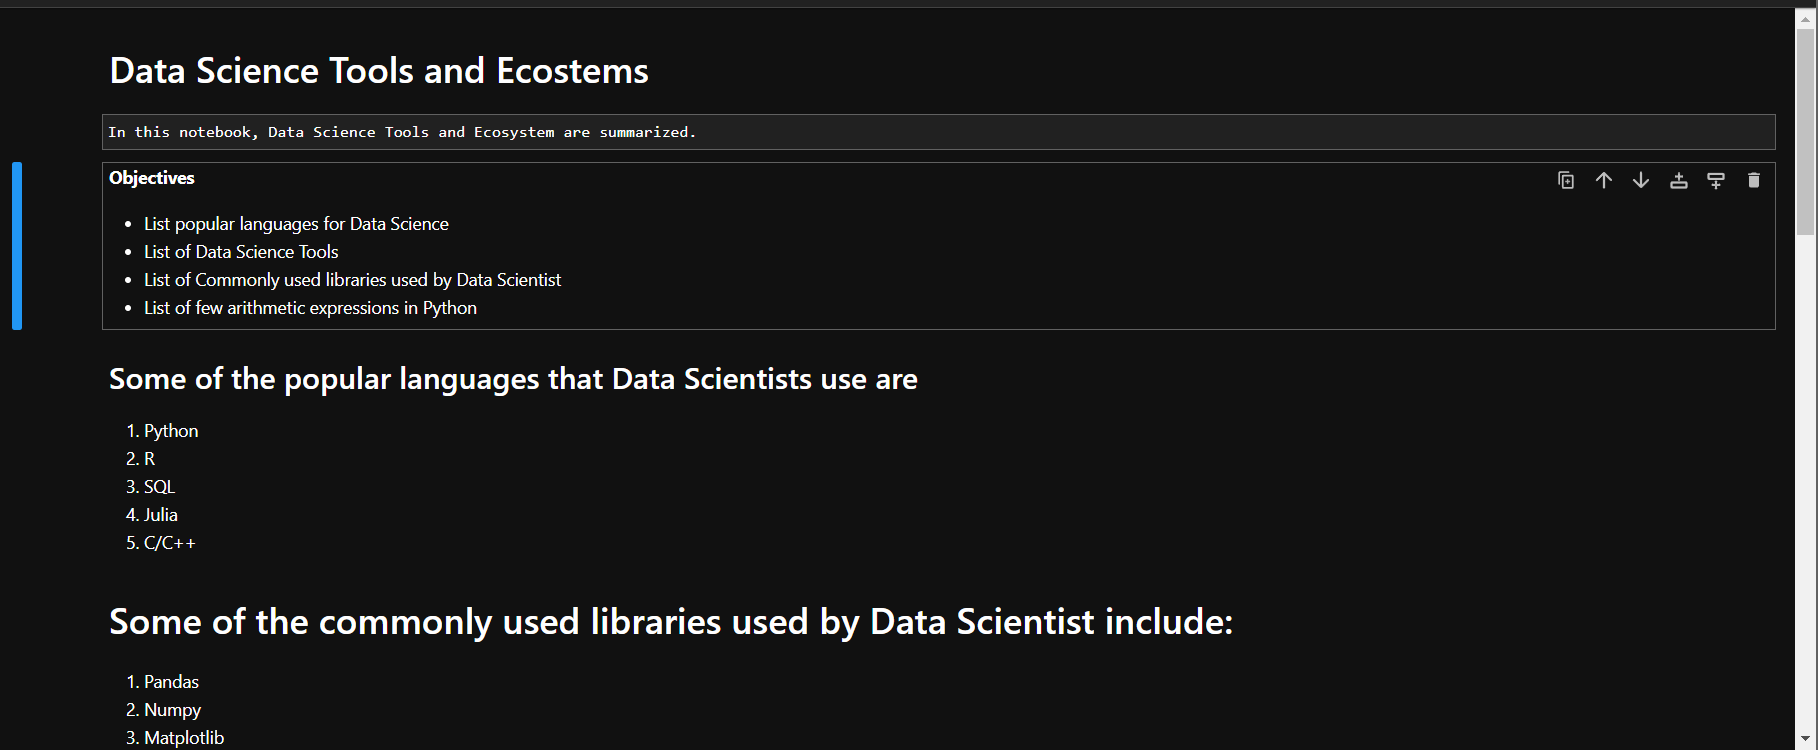 Data Science Tools and Ecostems
In this notebook, Data Science Tools and Ecosystem are summarized.
Objectives
• List popular languages for Data Science
• List of Data Science Tools
• List of Commonly used libraries used by Data Scientist
• List of few arithmetic expressions in Python
Some of the popular languages that Data Scientists use are
1. Python
2. R
3. SQL
4. Julia
5. C/C++
Some of the commonly used libraries used by Data Scientist include:
1. Pandas
2. Numpy
3. Matplotlib